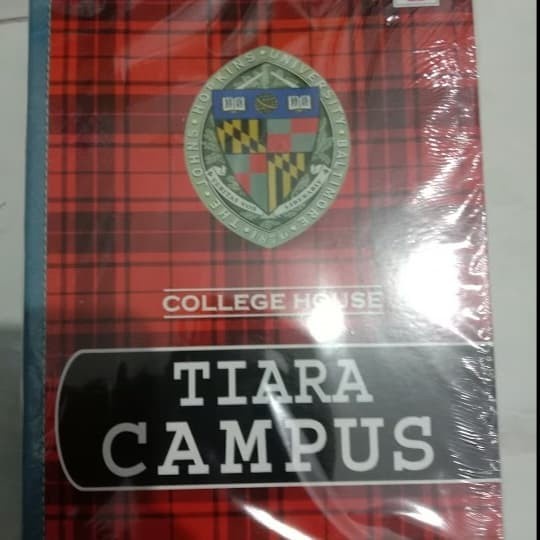 THE JOHNS HOPKINS UNIVERSITY BALTIMORE
COLLEGE HOUSE
TIARA
CAMPUS